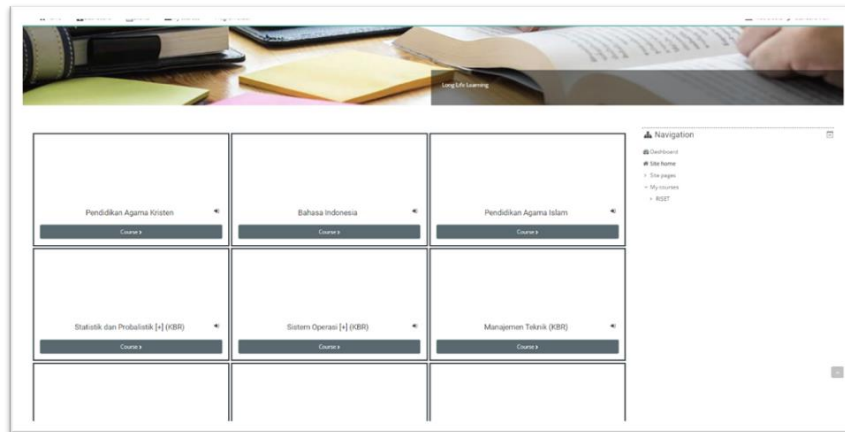 Long Life Learning
Navigation
Dashboard
Site home
Site pages
My courses
RISET
Pendidikan Agama Kristen
Bahasa Indonesia
Pendidikan Agama Islam
Course
Course
Course
Statistik dan Probalistik [+] (KBR)
Sistem Operasi [+] (KBR)
Manajemen Teknik (KBR)
Course
Course
Course